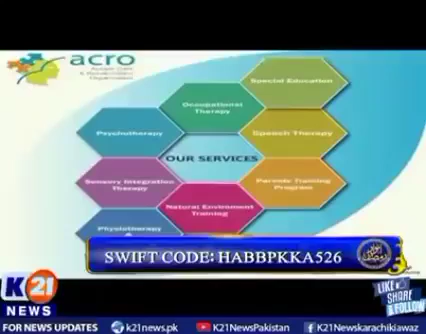 acro
Special Education
Occupational
Therapy
Psychotherapy
Speech Therapy
OUR SERVICES
Sensory Integration
Therapy
Parents Training
Program
Natural Enviroment
Training
Physiotherapy
SWIFT CODE: HABBPKKA526
K21
NEWS
LIKE
SHARE
& FOLLOW
FOR NEWS UPDATES
k21news.pk
K21NewsPakistan
K21Newskarachikiawaz